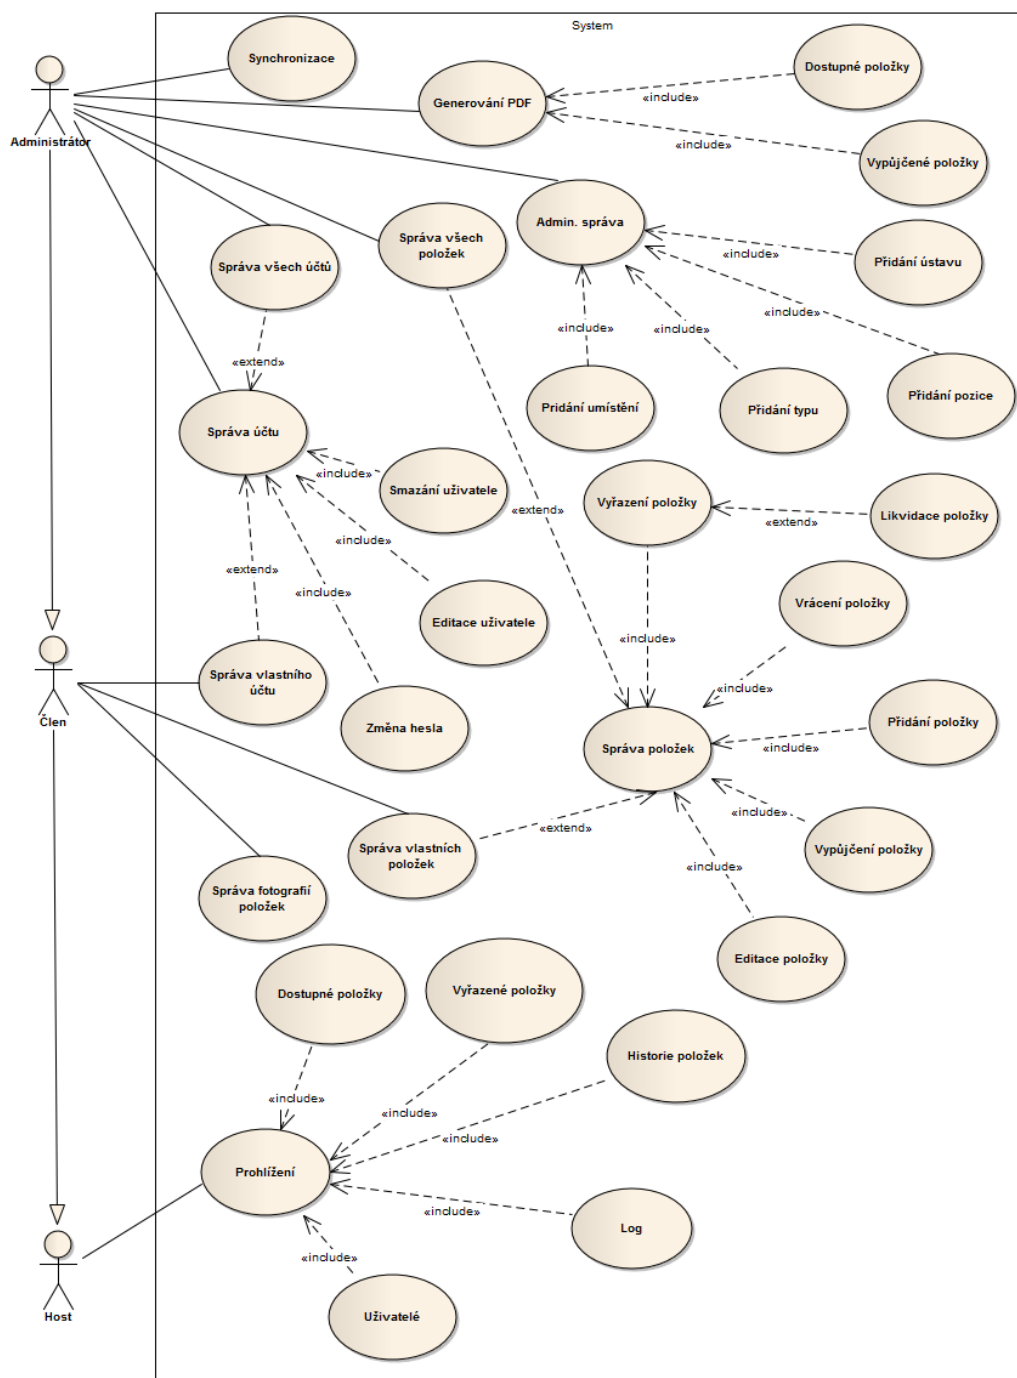 System
Synchronizace
Dostupné položky
Administrátor
Generování PDF
«include»
«include»
Vypůjčené položky
Admin. správa
Správa všech
položek
Správa všech účtů
«include»
Přidání ústavu
«include»
«include»
«include»
«extend»
Pridání umístění
Přidání typu
Přidání pozice
Správa účtu
«include»
Smazání uživatele
Vyřazení položky
«extend»
«extend»
Likvidace položky
«include»
«extend»
«include»
Vrácení položky
Editace uživatele
«include»
«include»
Člen
Správa vlastního
účtu
Změna hesla
Správa položek
«include»
Přidání položky
«include»
«extend»
Vypůjčení položky
Správa vlastních
položek
«include»
Správa fotografií
položek
Editace položky
Dostupné položky
Vyřazené položky
Historie položek
«include»
«include»
«include»
Prohlížení
«include»
Log
«include»
Host
Uživatelé